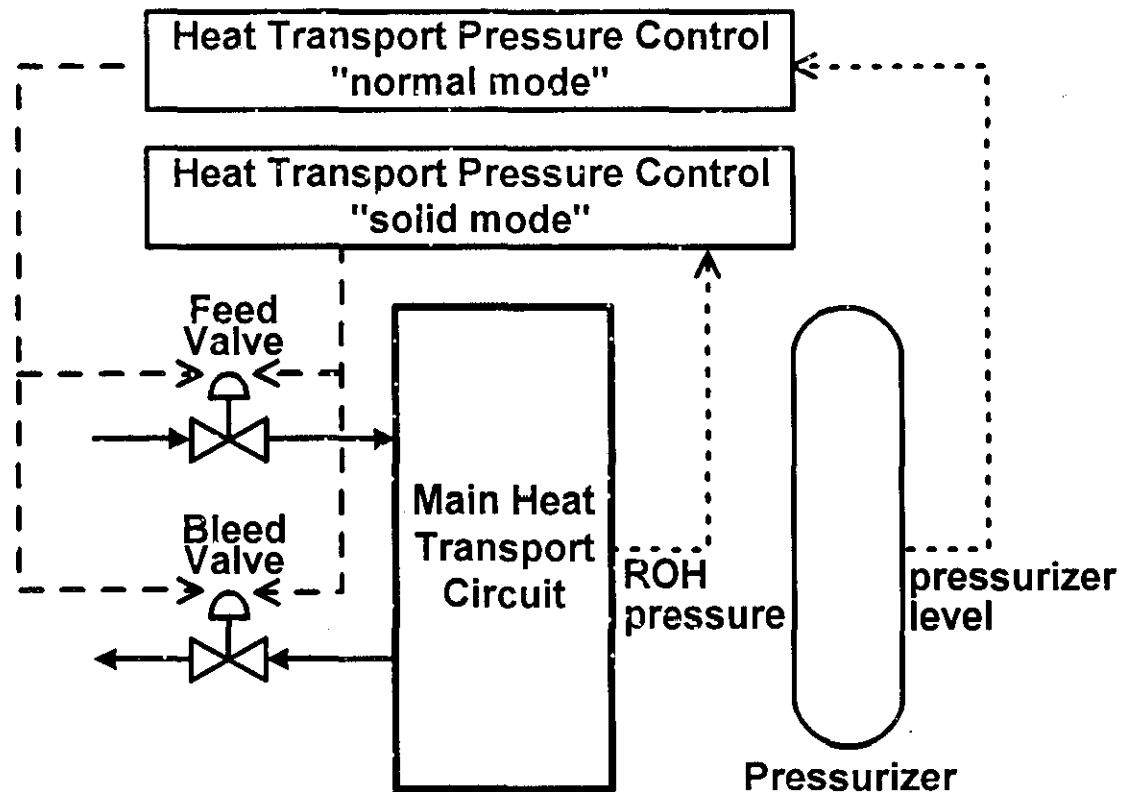 Heat Transport Pressure Control
"normal mode"
Heat Transport Pressure Control
"solid mode"
Feed
Valve
Bleed
Valve
Main Heat
Transport
Circuit
ROH
pressure
pressurizer
level
Pressurizer